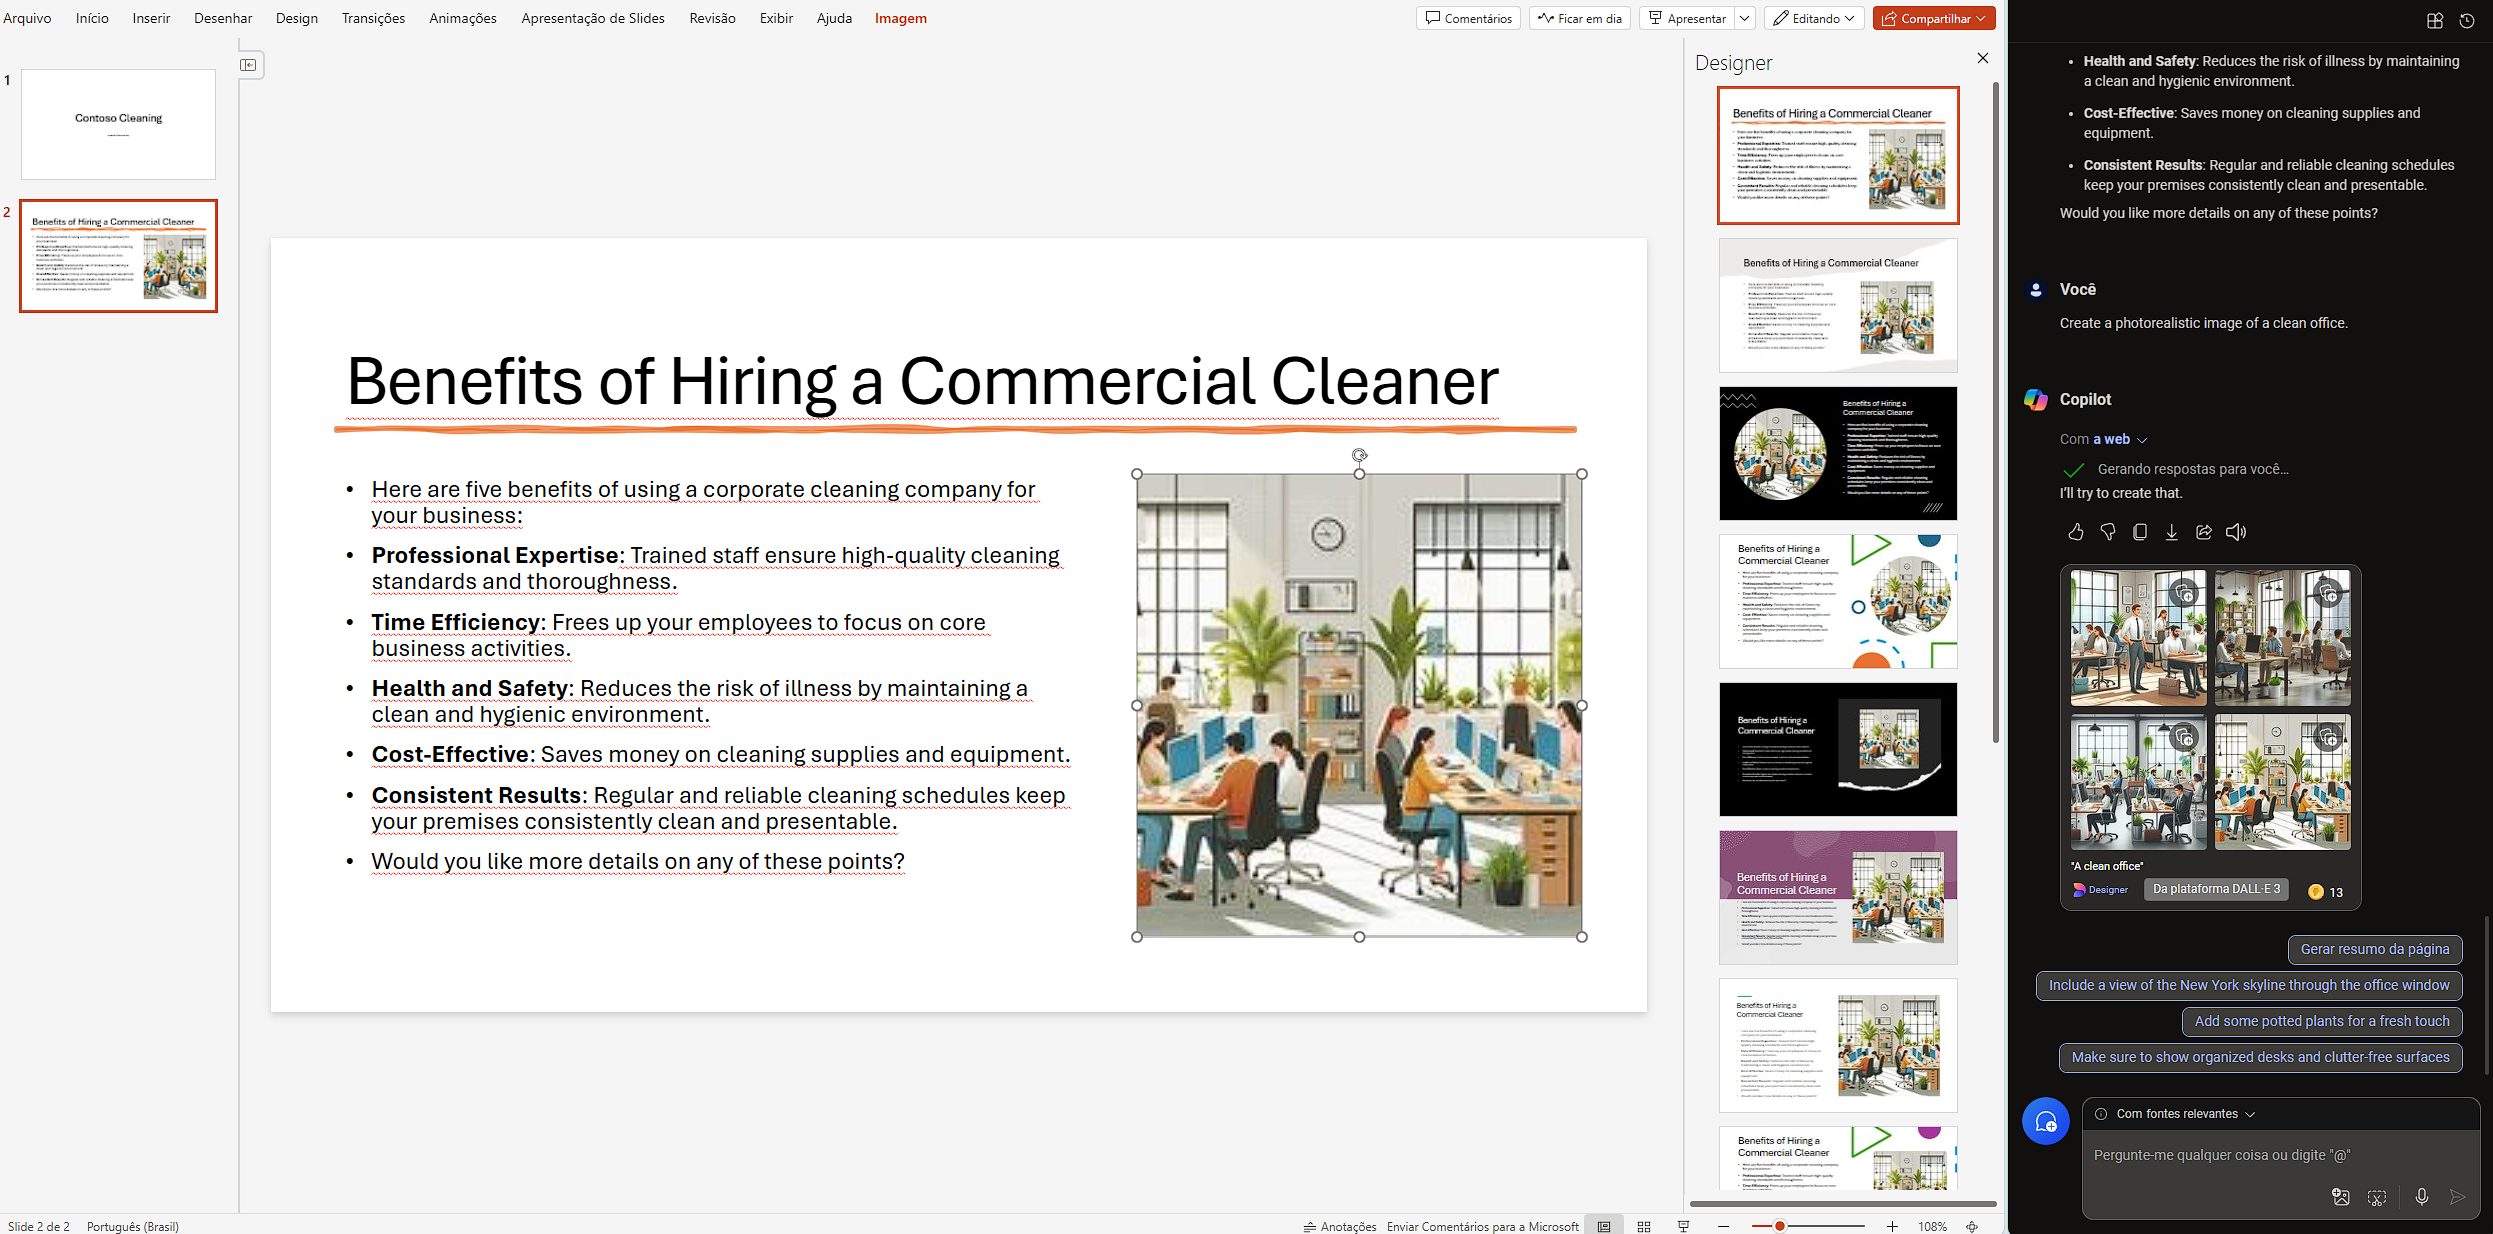 Arquivo Início Inserir Desenhar Design Transições Animações Apresentação de Slides Revisão Exibir Ajuda Imagem
Comentários Ficar em dia Apresentar Editando Compartilhar
1
Contoso Cleaning
2
Benefits of Hiring a Commercial Cleaner
Benefits of Hiring a Commercial Cleaner
• Here are five benefits of using a corporate cleaning company for
your business:
• Professional Expertise: Trained staff ensure high-quality cleaning
standards and thoroughness.
• Time Efficiency: Frees up your employees to focus on core
business activities.
• Health and Safety: Reduces the risk of illness by maintaining a
clean and hygienic environment.
• Cost-Effective: Saves money on cleaning supplies and equipment.
• Consistent Results: Regular and reliable cleaning schedules keep
your premises consistently clean and presentable.
• Would you like more details on any of these points?
Designer
Benefits of Hiring a Commercial Cleaner
Benefits of Hiring a Commercial Cleaner
Benefits of Hiring a
Commercial Cleaner
Benefits of Hiring a
Commercial Cleaner
Benefits of Hiring a
Commercial Cleaner
Benefits of Hiring a
Commercial Cleaner
Benefits of Hiring a
Commercial Cleaner
Benefits of Hiring a
Commercial Cleaner
• Health and Safety: Reduces the risk of illness by maintaining
a clean and hygienic environment.
• Cost-Effective: Saves money on cleaning supplies and
equipment.
• Consistent Results: Regular and reliable cleaning schedules
keep your premises consistently clean and presentable.
Would you like more details on any of these points?
Você
Create a photorealistic image of a clean office.
Copilot
Com a web
Gerando respostas para você...
I'll try to create that.
"A clean office"
Designer Da plataforma DALL·E 3 13
Gerar resumo da página
Include a view of the New York skyline through the office window
Add some potted plants for a fresh touch
Make sure to show organized desks and clutter-free surfaces
Com fontes relevantes
Pergunte-me qualquer coisa ou digite "@"
Slide 2 de 2 Português (Brasil)
Anotações Enviar Comentários para a Microsoft 108%